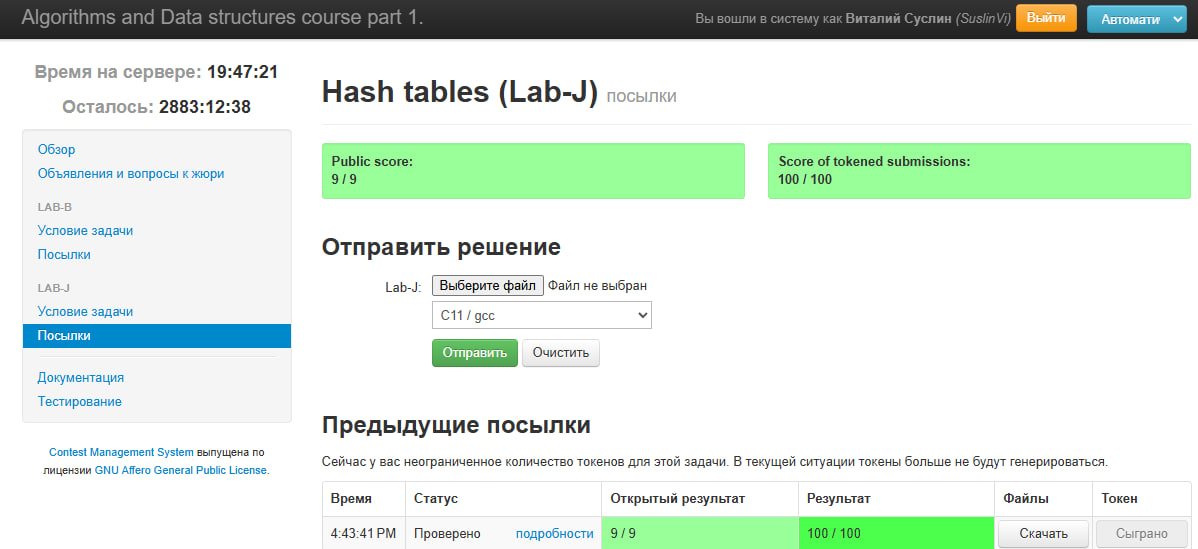 Algorithms and Data structures course part 1.
Вы вошли в систему как Виталий Суслин (SuslinVi)
Выйти
Автомати
Время на сервере: 19:47:21
Осталось: 2883:12:38
Обзор
Объявления и вопросы к жюри
LAB-B
Условие задачи
Посылки
LAB-J
Условие задачи
Посылки
Документация
Тестирование
Contest Management System выпущена по
лицензии GNU Affero General Public License.
Hash tables (Lab-J) посылки
Public score:
9 / 9
Score of tokened submissions:
100 / 100
Отправить решение
Lab-J: Выберите файл Файл не выбран
C11 / gcc
Отправить Очистить
Предыдущие посылки
Сейчас у вас неограниченное количество токенов для этой задачи. В текущей ситуации токены больше не будут генерироваться.
Время Статус Открытый результат Результат Файлы Токен
4:43:41 PM Проверено подробности 9 / 9 100 / 100 Скачать Сыграно